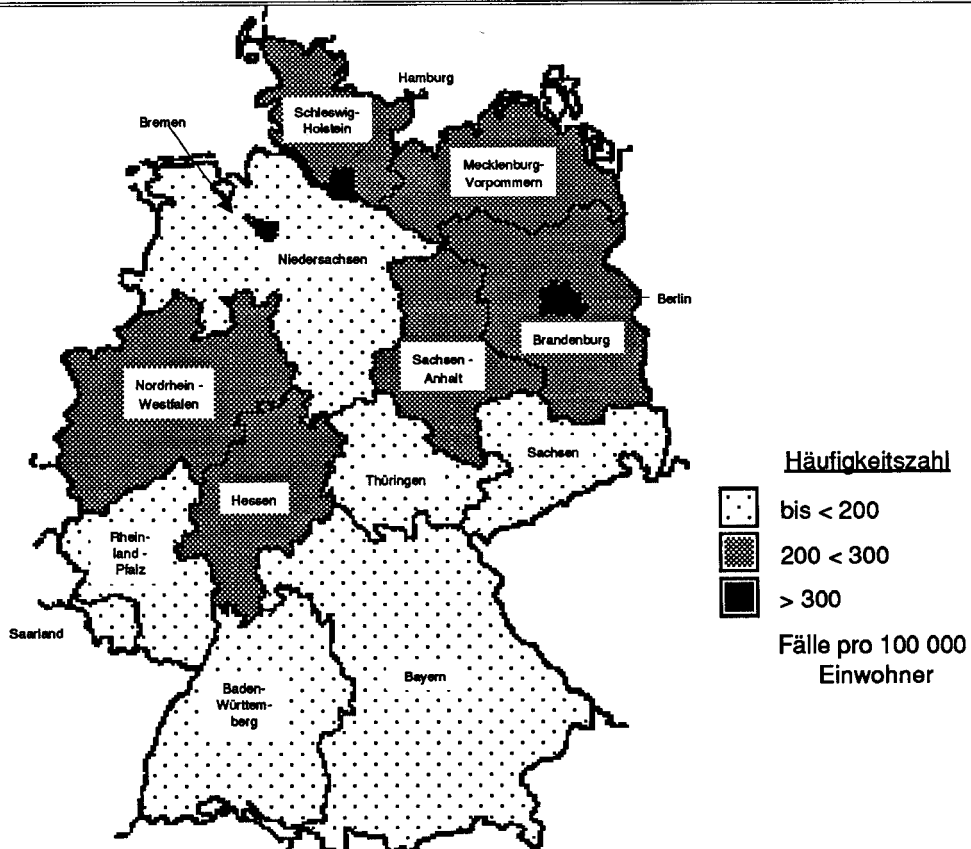 Hamburg
Schleswig-
Holstein
Bremen
Mecklenburg-
Vorpommern
Niedersachsen
Berlin
Brandenburg
Sachsen -
Anhalt
Nordrhein -
Westfalen
Sachsen
Thüringen
Hessen
Rhein-
land -
Pfalz
Saarland
Bayern
Baden-
Württem-
berg
Häufigkeitszahl
bis < 200
200 < 300
> 300
Fälle pro 100 000
Einwohner